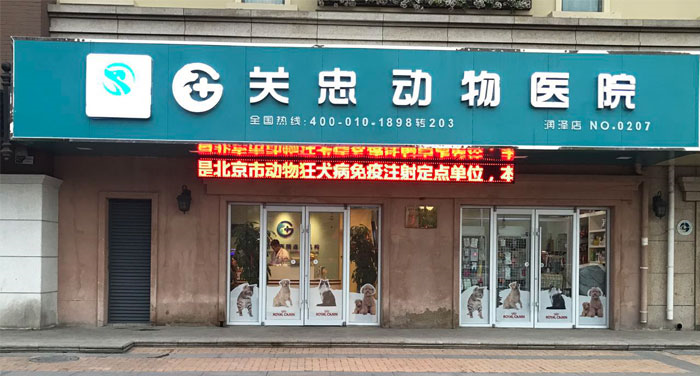 关忠动物医院
全国热线:400-010-1898转203
润泽店 NO.0207
是北京市动物狂犬病免疫注射定点单位，本
ROYAL CANIN
ROYAL CANIN